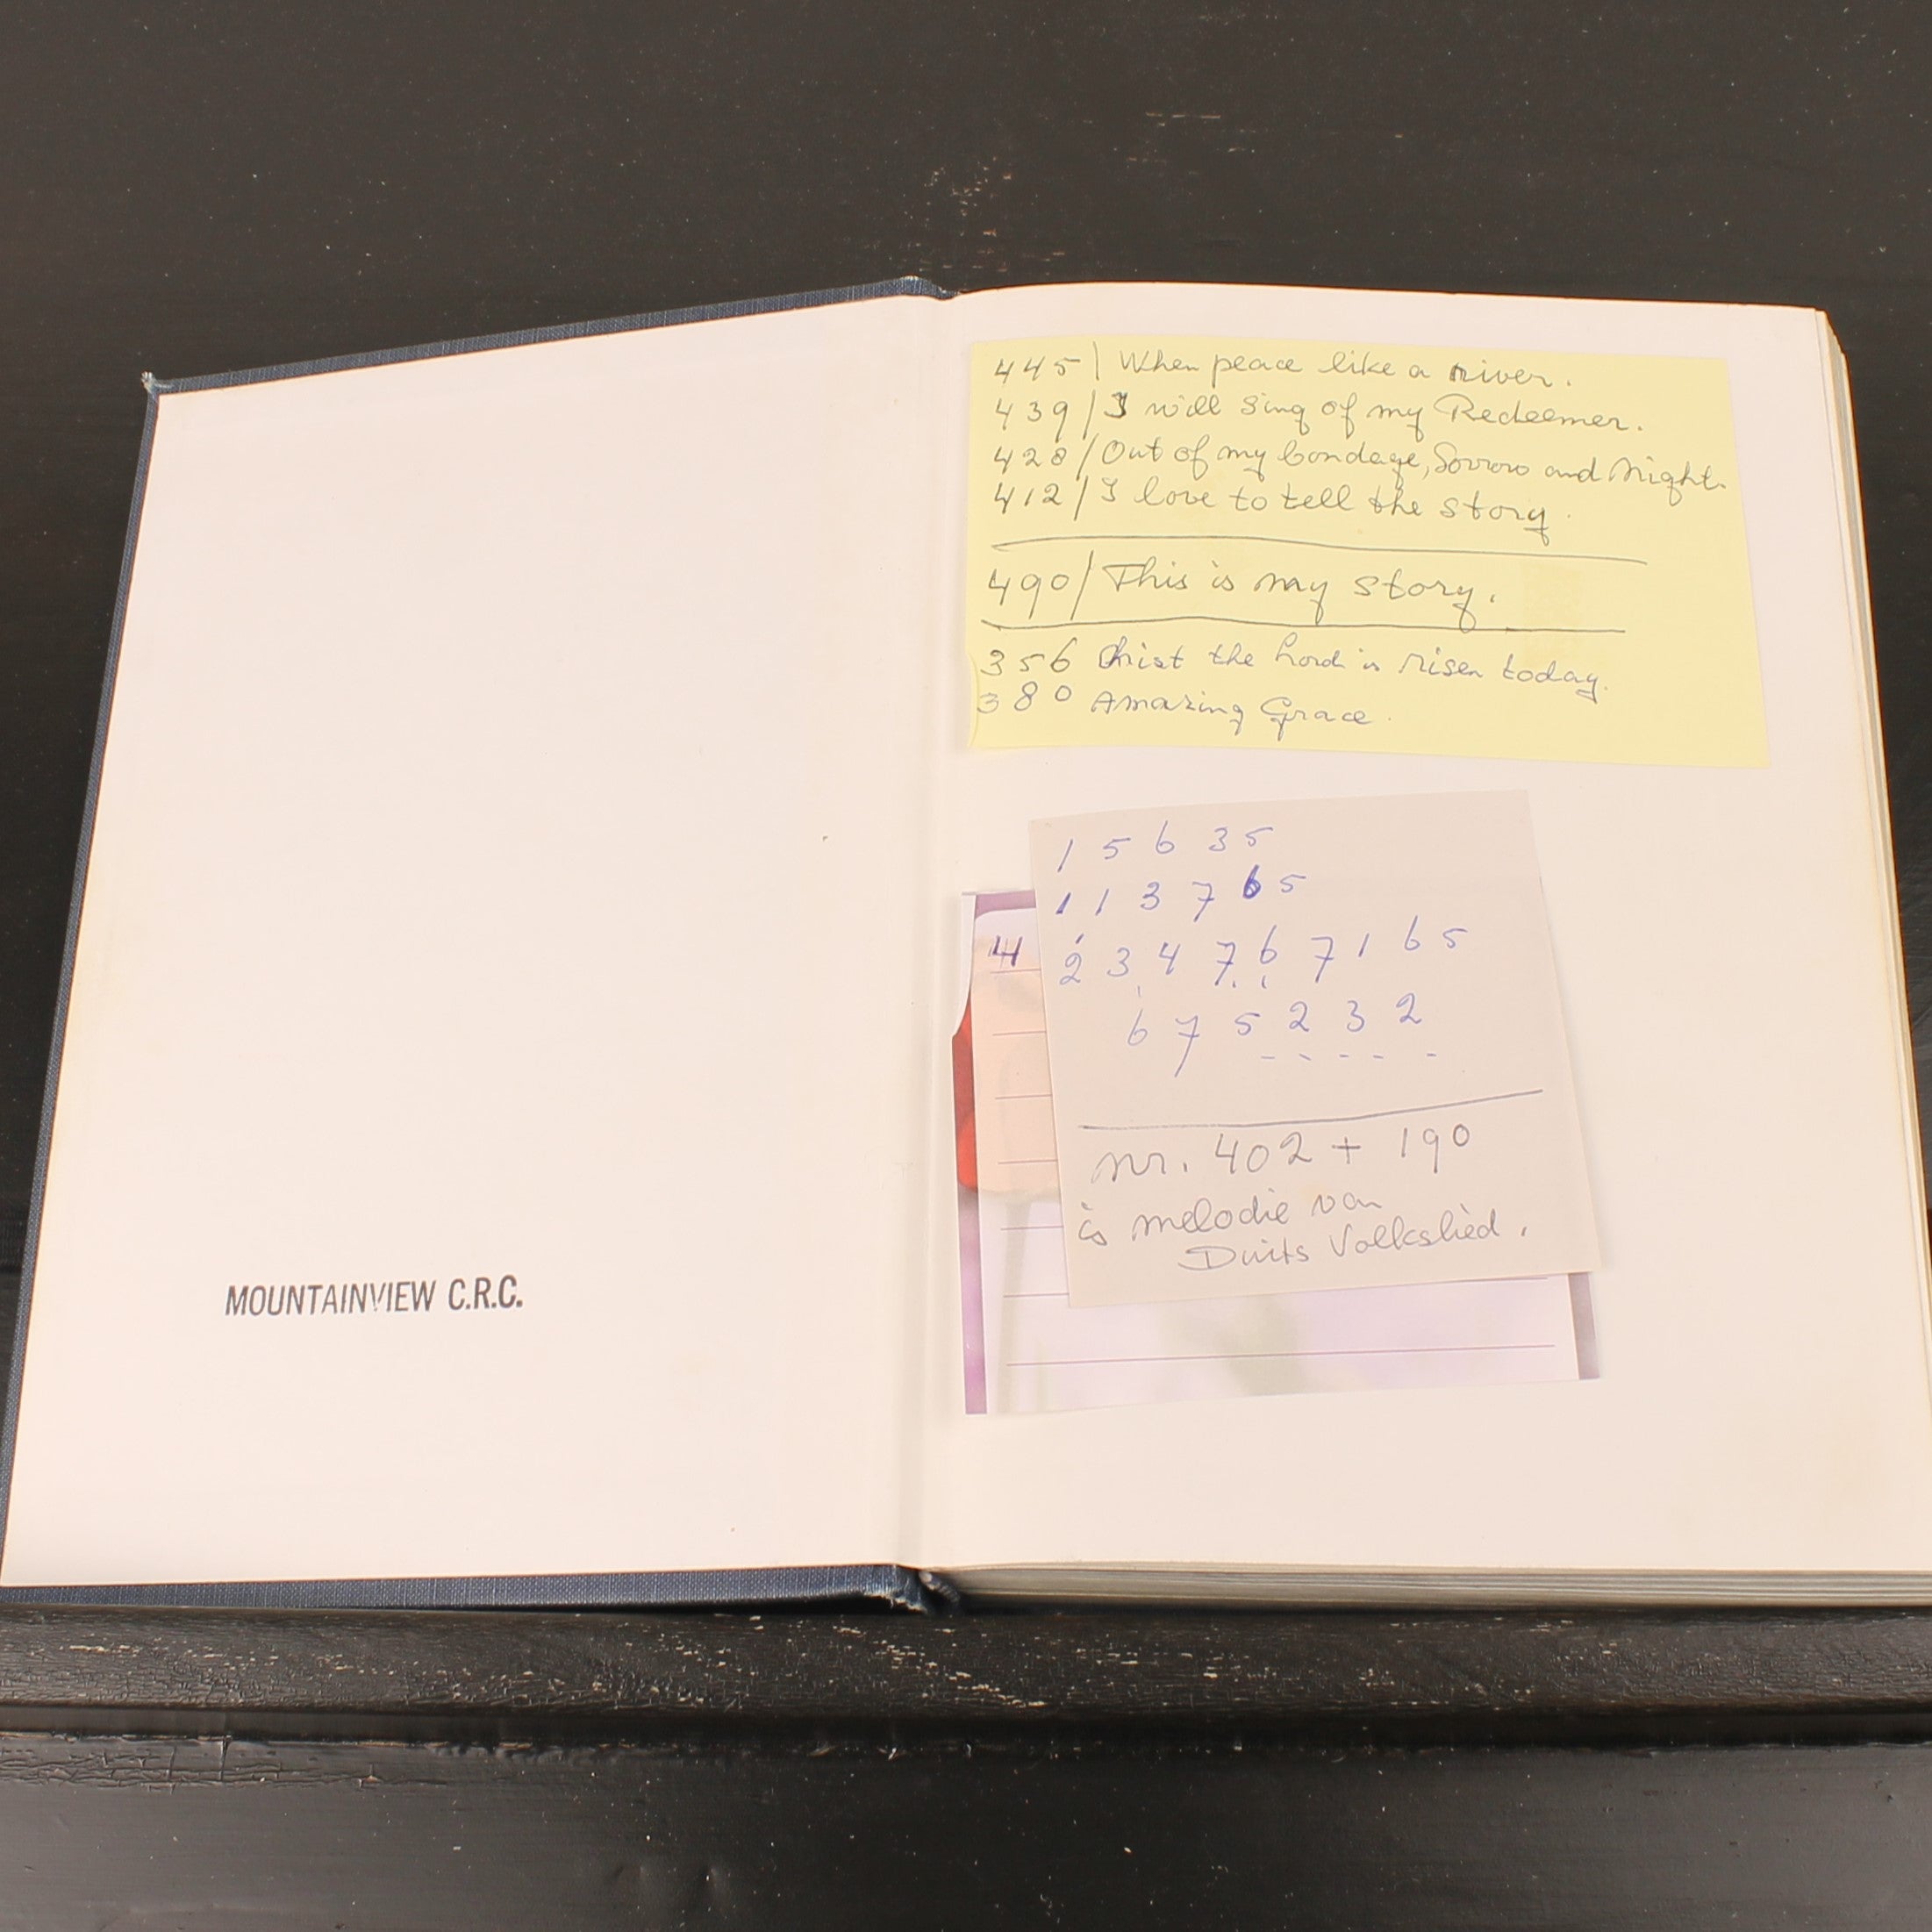 445 | When peace like a river.
439 / I will sing of my Redeemer.
428 / Out of my bondage, Sorrow and Night.
412 / I love to tell the story.
490 / This is my story.
356 Christ the Lord is risen today.
380 Amazing Grace.
1 5 6 3 5
1 1 3 7 6 5
4
2 3 4 7 6 7 1 6 5
6 7 5 2 3 2
nr. 402 + 190
is melodie van
Duits Volkslied.
MOUNTAINVIEW C.R.C.